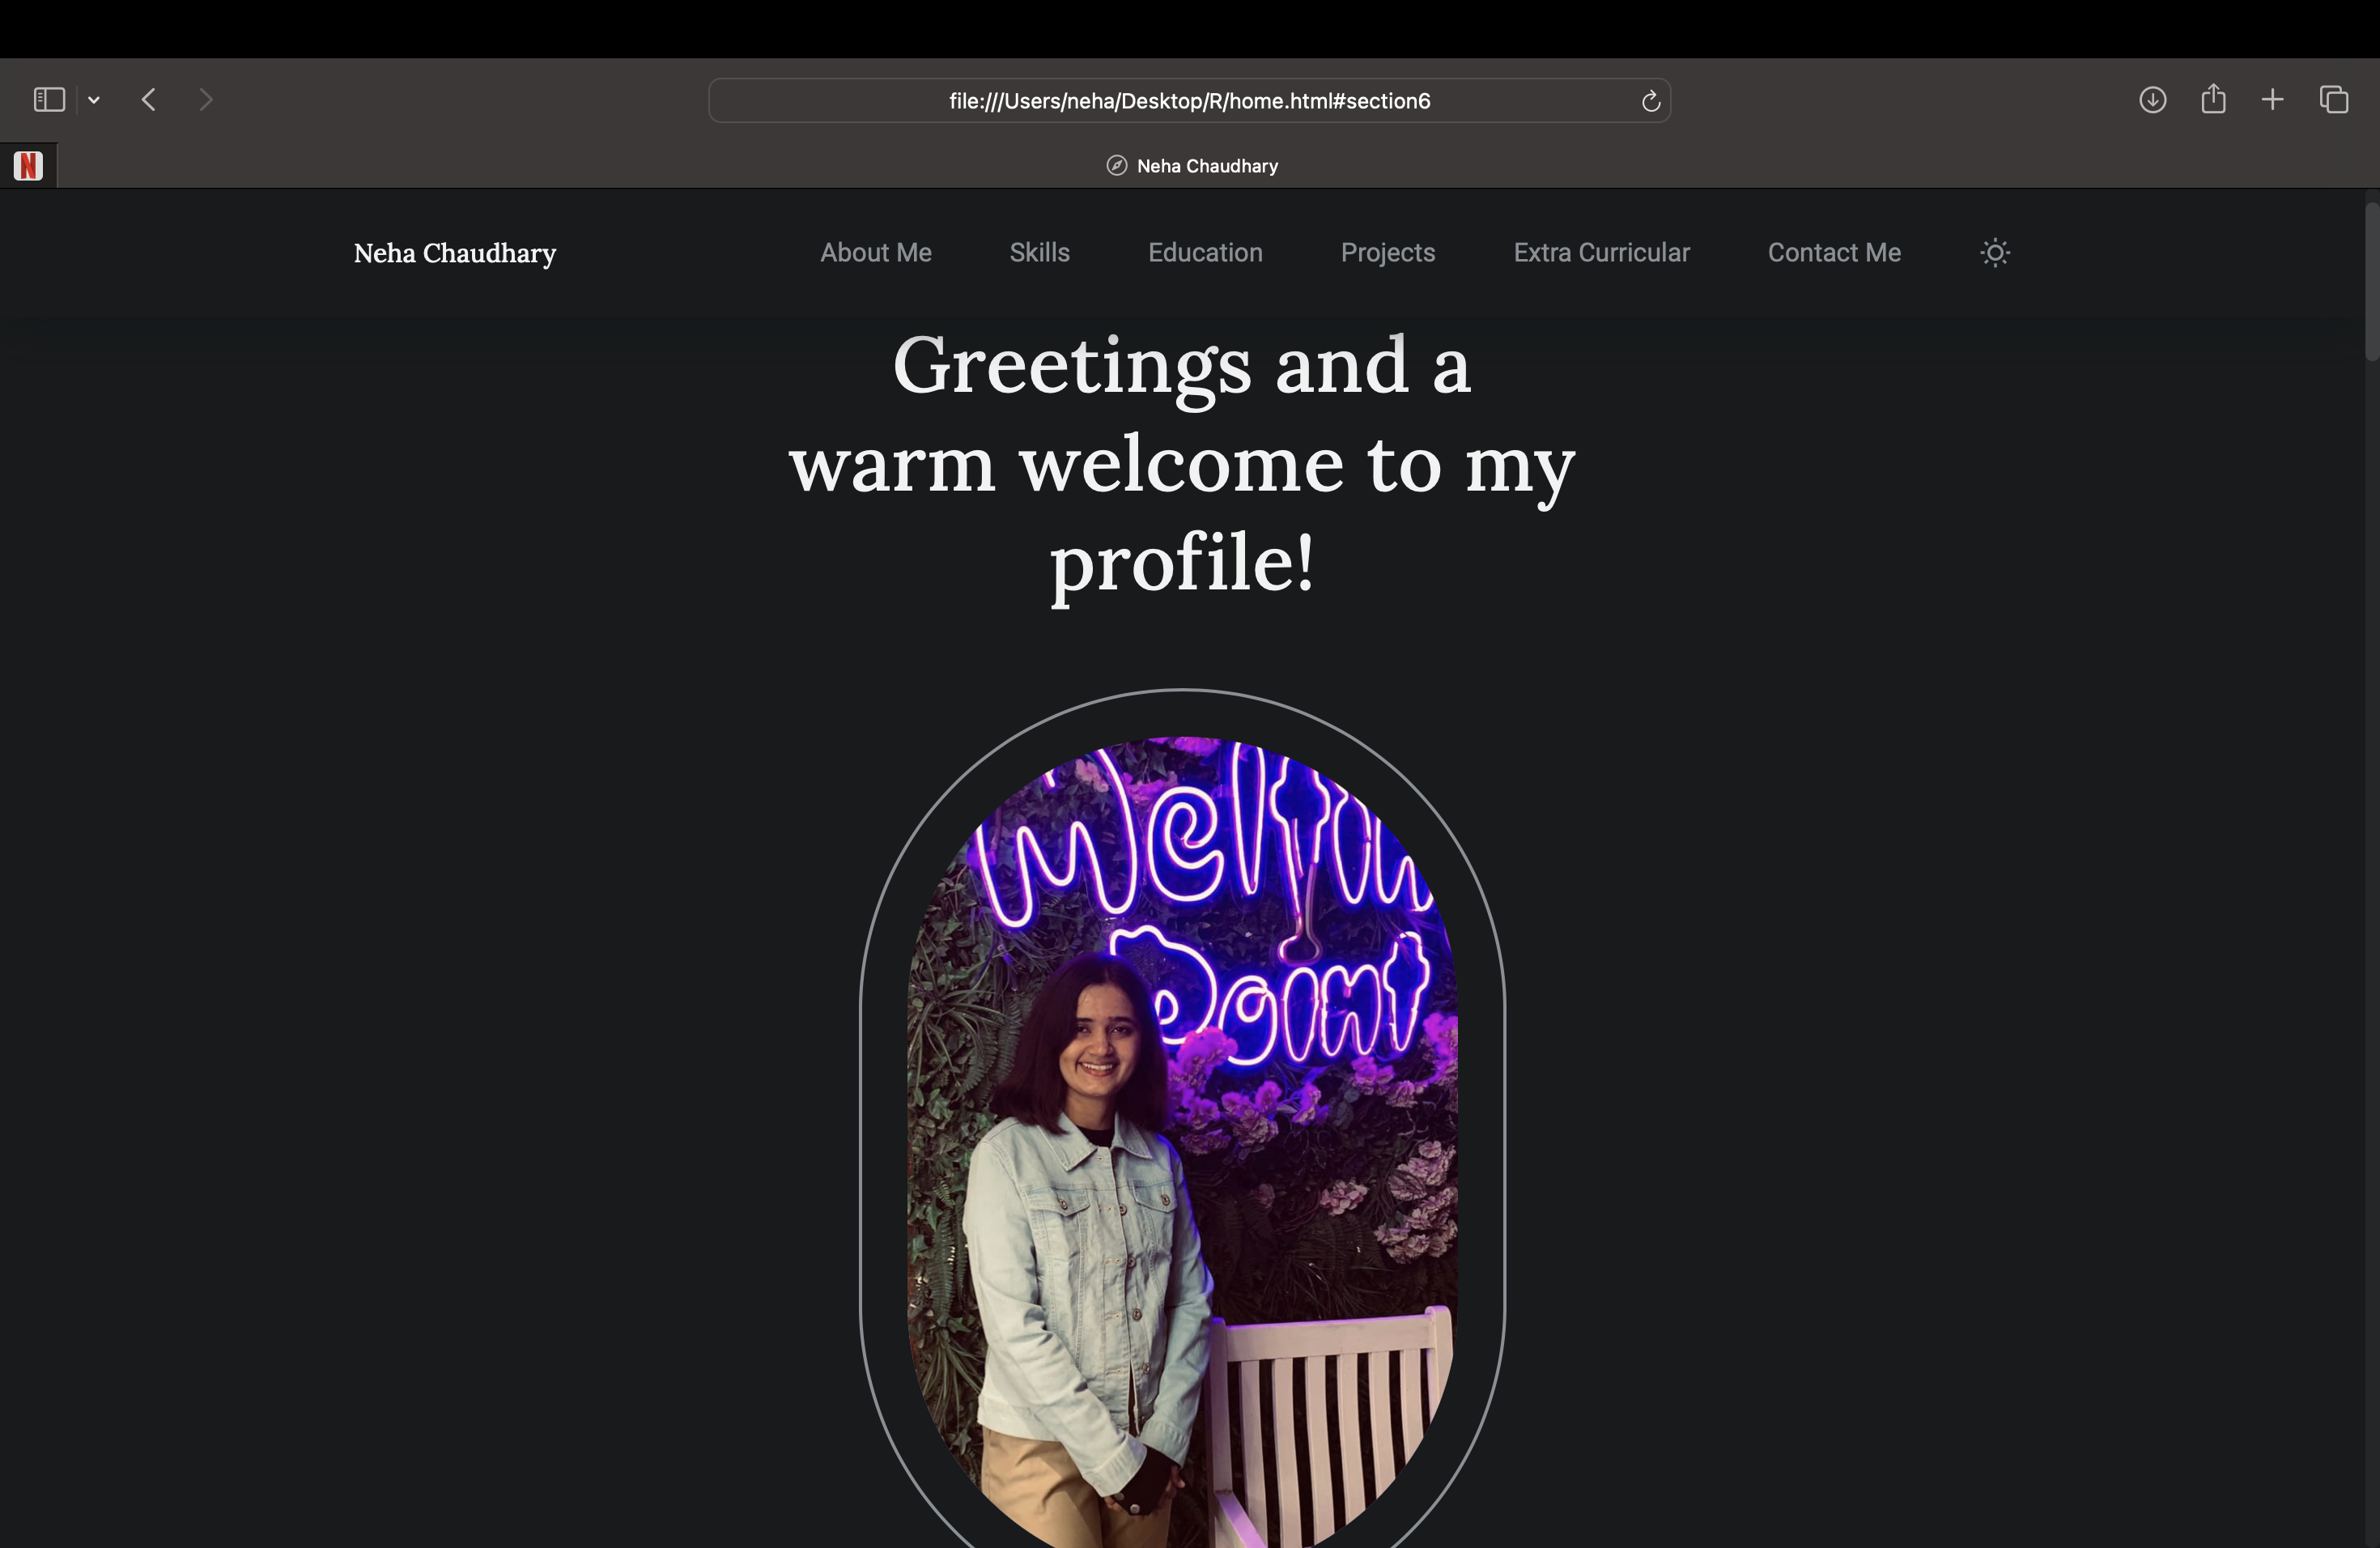 file:///Users/neha/Desktop/R/home.html#section6
N
Neha Chaudhary
Neha Chaudhary
About Me
Skills
Education
Projects
Extra Curricular
Contact Me
Greetings and a
warm welcome to my
profile!
Point